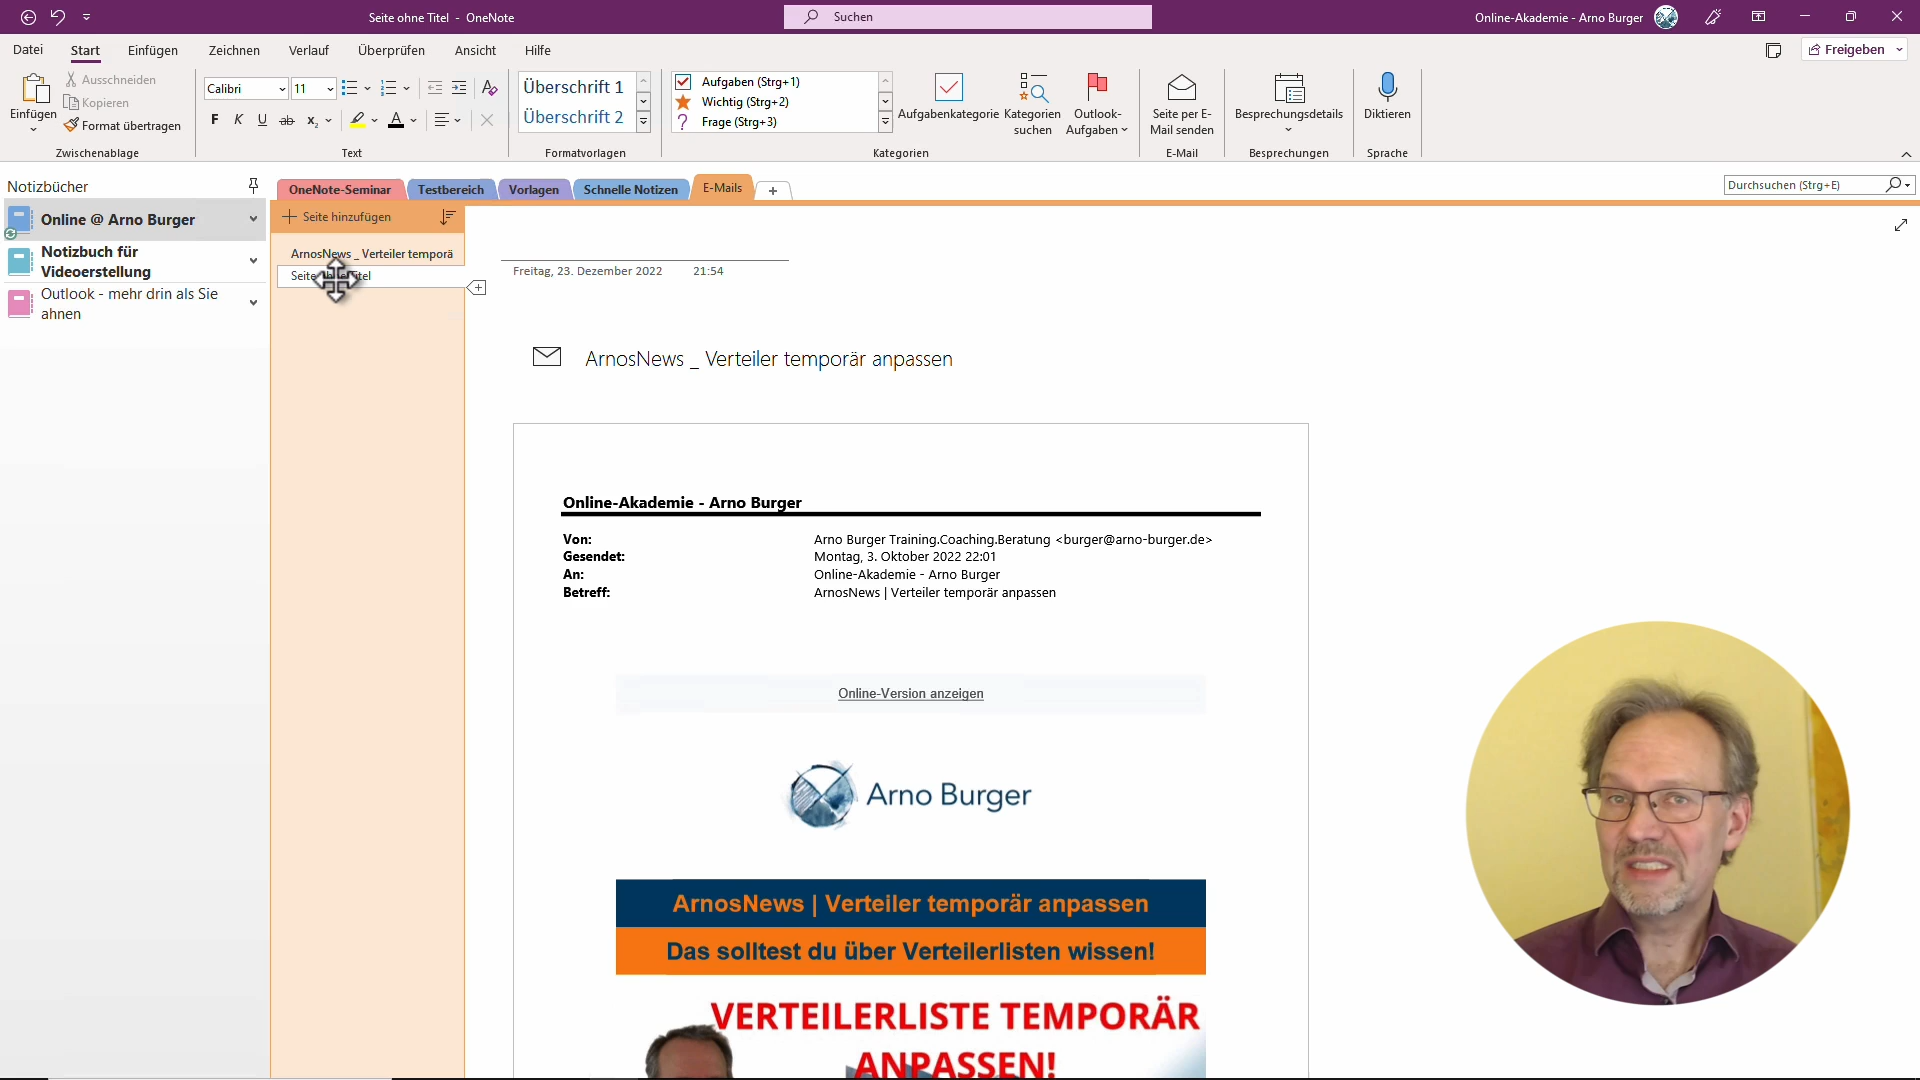 Seite ohne Titel - OneNote
Suchen
Online-Akademie - Arno Burger
Datei
Start
Einfügen
Zeichnen
Verlauf
Überprüfen
Ansicht
Hilfe
Freigeben
Einfügen
Ausschneiden
Kopieren
Format übertragen
Zwischenablage
Calibri
11
F K U ab x₂ A
Text
Überschrift 1
Überschrift 2
Formatvorlagen
Aufgaben (Strg+1)
Wichtig (Strg+2)
Frage (Strg+3)
Aufgabenkategorie
Kategorien
suchen
Outlook-
Aufgaben
Kategorien
Seite per E-
Mail senden
E-Mail
Besprechungsdetails
Besprechungen
Diktieren
Sprache
Notizbücher
Online @ Arno Burger
Notizbuch für
Videoerstellung
Outlook - mehr drin als Sie
ahnen
OneNote-Seminar
Testbereich
Vorlagen
Schnelle Notizen
E-Mails
Durchsuchen (Strg+E)
Seite hinzufügen
ArnosNews _ Verteiler temporä
Seite ohne Titel
Freitag, 23. Dezember 2022 21:54
ArnosNews _ Verteiler temporär anpassen
Online-Akademie - Arno Burger
Von: Arno Burger Training.Coaching.Beratung <burger@arno-burger.de>
Gesendet: Montag, 3. Oktober 2022 22:01
An: Online-Akademie - Arno Burger
Betreff: ArnosNews | Verteiler temporär anpassen
Online-Version anzeigen
Arno Burger
ArnosNews | Verteiler temporär anpassen
Das solltest du über Verteilerlisten wissen!
VERTEILERLISTE TEMPORÄR
ANPASSEN!